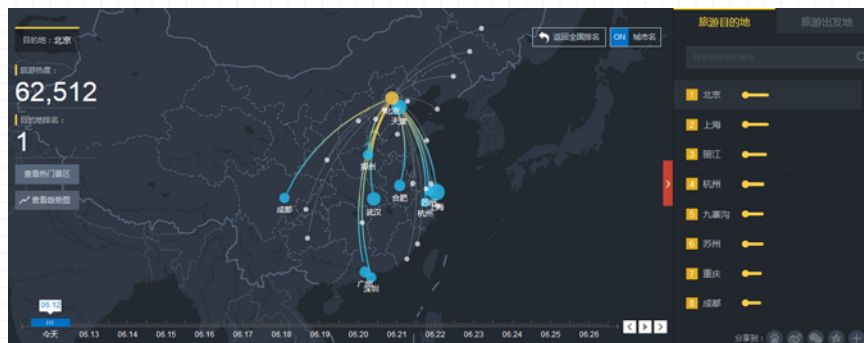 目的地：北京
旅游热度：
62,512
目的地排名：
1
查看热门景区
查看趋势图
返回全国排名
ON 城市名
北京
天津
郑州
成都
武汉
合肥
苏州
上海
杭州
广州
深圳
06.12
今天 06.13 06.14 06.15 06.16 06.17 06.18 06.19 06.20 06.21 06.22 06.23 06.24 06.25 06.26
旅游目的地 旅游出发地
1 北京
2 上海
3 丽江
4 杭州
5 九寨沟
6 苏州
7 重庆
8 成都
分享到：